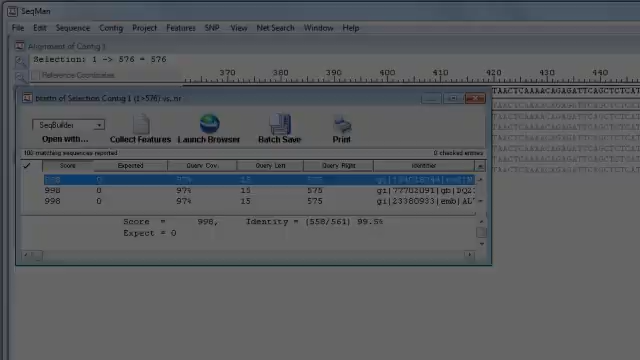 SeqMan
File Edit Sequence Contig Project Features SNP View Net Search Window Help
Alignment of Contig 1
Selection: 1 -> 576 = 576
Reference Coordinates
370 380 390 400 410 420 430 440
TAACTCAAAACAGAGATTCAGCTCTCAT
blastn of Selection Contig 1 (1>576) vs. nr
SeqBuilder
Open with... Collect Features Launch Browser Batch Save Print
100 matching sequences reported 0 checked entries
Score Expected Query Cov. Query Left Query Right Identifier
998 0 97% 15 575
998 0 97% 15 575 gi|77702091|gb|DQ2
998 0 97% 15 575 gi|23380933|emb|AL
Score = 998, Identity = (558/561) 99.5%
Expect = 0